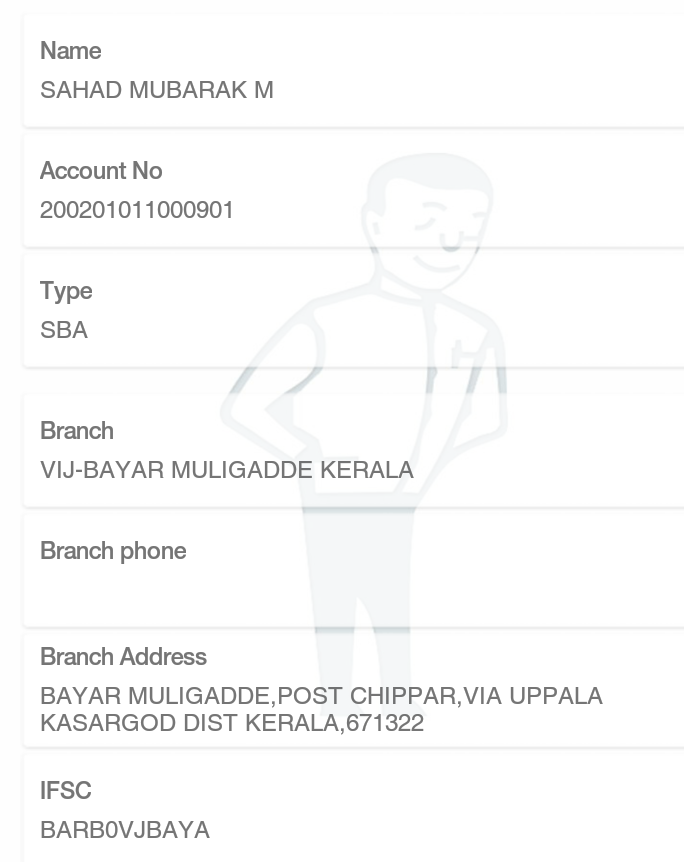 Name
SAHAD MUBARAK M
Account No
200201011000901
Type
SBA
Branch
VIJ-BAYAR MULIGADDE KERALA
Branch phone
Branch Address
BAYAR MULIGADDE,POST CHIPPAR,VIA UPPALA
KASARGOD DIST KERALA,671322
IFSC
BARB0VJBAYA